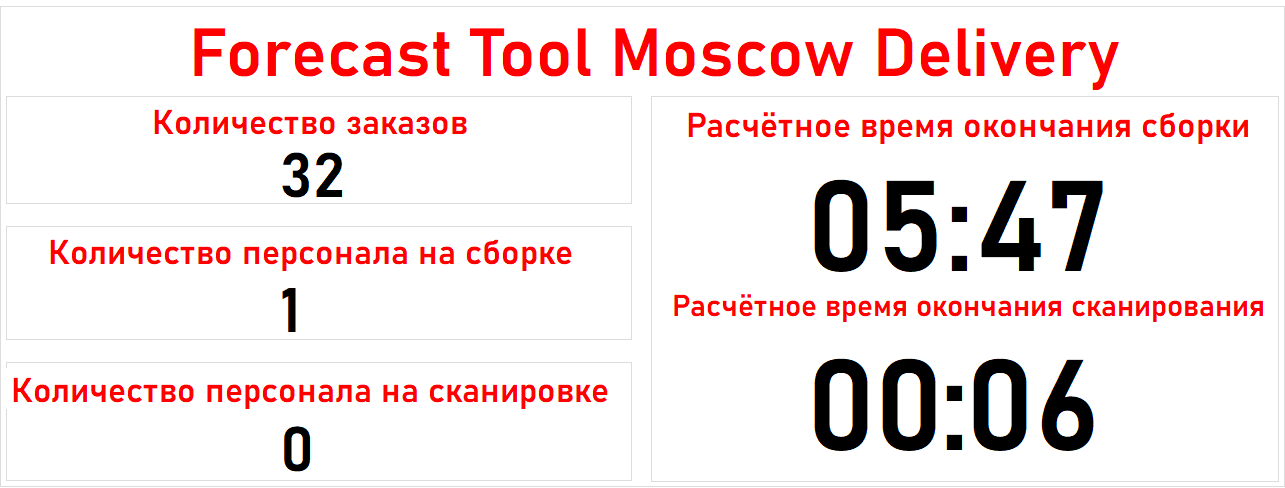 Forecast Tool Moscow Delivery
Количество заказов
32
Количество персонала на сборке
1
Количество персонала на сканировке
0
Расчётное время окончания сборки
05:47
Расчётное время окончания сканирования
00:06